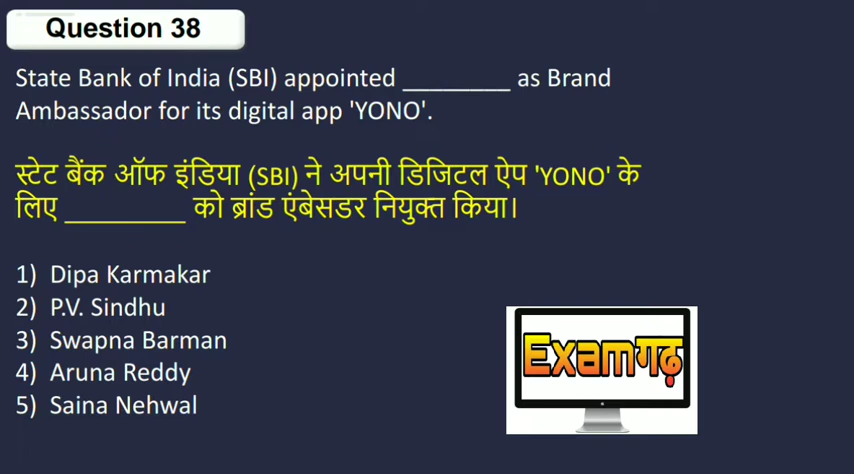 Question 38
State Bank of India (SBI) appointed ________ as Brand
Ambassador for its digital app 'YONO'.
स्टेट बैंक ऑफ इंडिया (SBI) ने अपनी डिजिटल ऐप 'YONO' के
लिए _________ को ब्रांड एंबेसडर नियुक्त किया।
1) Dipa Karmakar
2) P.V. Sindhu
3) Swapna Barman
4) Aruna Reddy
5) Saina Nehwal
Examगढ़